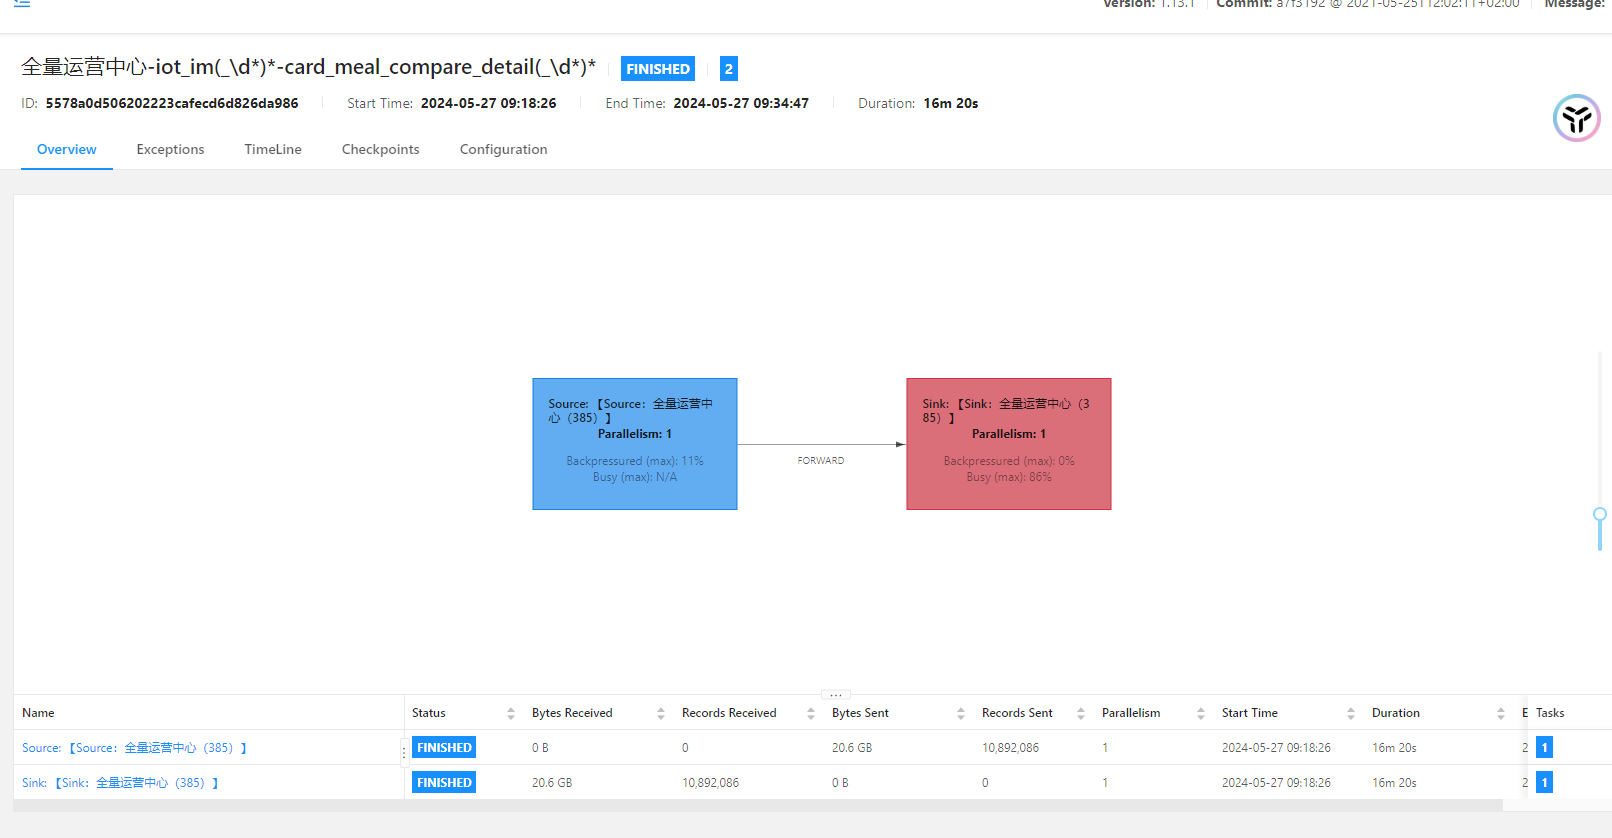 Version: 1.13.1 Commit: a7f3192 @ 2021-05-25T12:02:11+02:00 Message:
全量运营中心-iot_im(_\d*)*-card_meal_compare_detail(_\d*)* FINISHED 2
ID: 5578a0d506202223cafecd6d826da986 Start Time: 2024-05-27 09:18:26 End Time: 2024-05-27 09:34:47 Duration: 16m 20s
Overview Exceptions TimeLine Checkpoints Configuration
Source: 【Source：全量运营中
心（385）】
Parallelism: 1
Backpressured (max): 11%
Busy (max): N/A
FORWARD
Sink: 【Sink：全量运营中心（3
85）】
Parallelism: 1
Backpressured (max): 0%
Busy (max): 86%
Name Status Bytes Received Records Received Bytes Sent Records Sent Parallelism Start Time Duration E Tasks
Source: 【Source：全量运营中心（385）】 FINISHED 0 B 0 20.6 GB 10,892,086 1 2024-05-27 09:18:26 16m 20s 2 1
Sink: 【Sink：全量运营中心（385）】 FINISHED 20.6 GB 10,892,086 0 B 0 1 2024-05-27 09:18:26 16m 20s 2 1